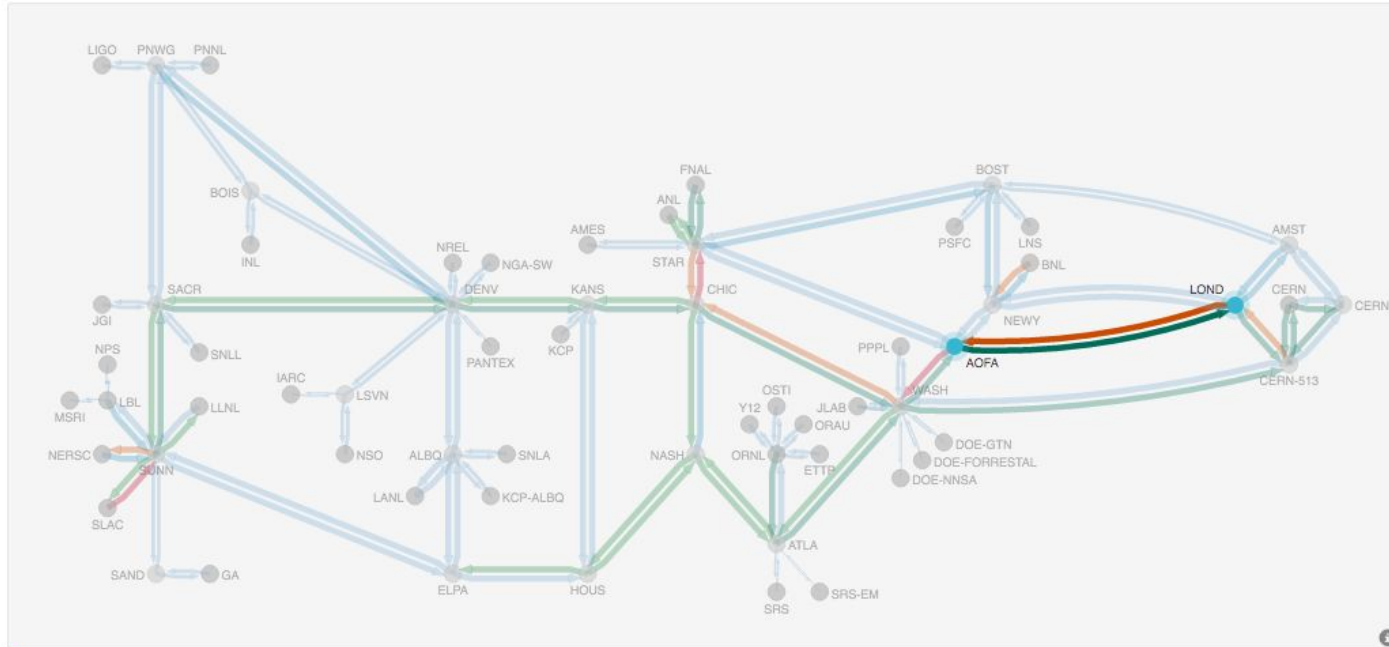 LIGO PNWG PNNL
BOIS
INL
FNAL
ANL
AMES
STAR
BOST
PSFC LNS
AMST
BNL
NREL
NGA-SW
SACR
DENV
KANS
CHIC
NEWY
LOND
CERN
CERN
JGI
SNLL
PANTEX
KCP
PPPL
AOFA
CERN-513
NPS
IARC
LSVN
WASH
MSRI
LBL
LLNL
OSTI
JLAB
Y12
ORAU
NERSC
SUNN
NSO
ALBQ
SNLA
NASH
ORNL
ETTP
DOE-GTN
DOE-FORRESTAL
DOE-NNSA
LANL
KCP-ALBQ
SLAC
ATLA
SAND
GA
ELPA
HOUS
SRS
SRS-EM